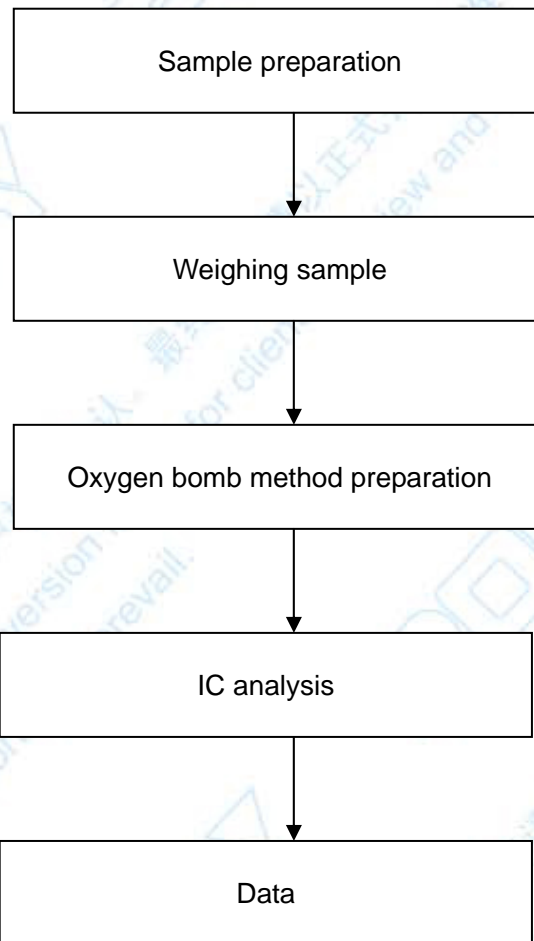 Sample preparation
Weighing sample
Oxygen bomb method preparation
IC analysis
Data